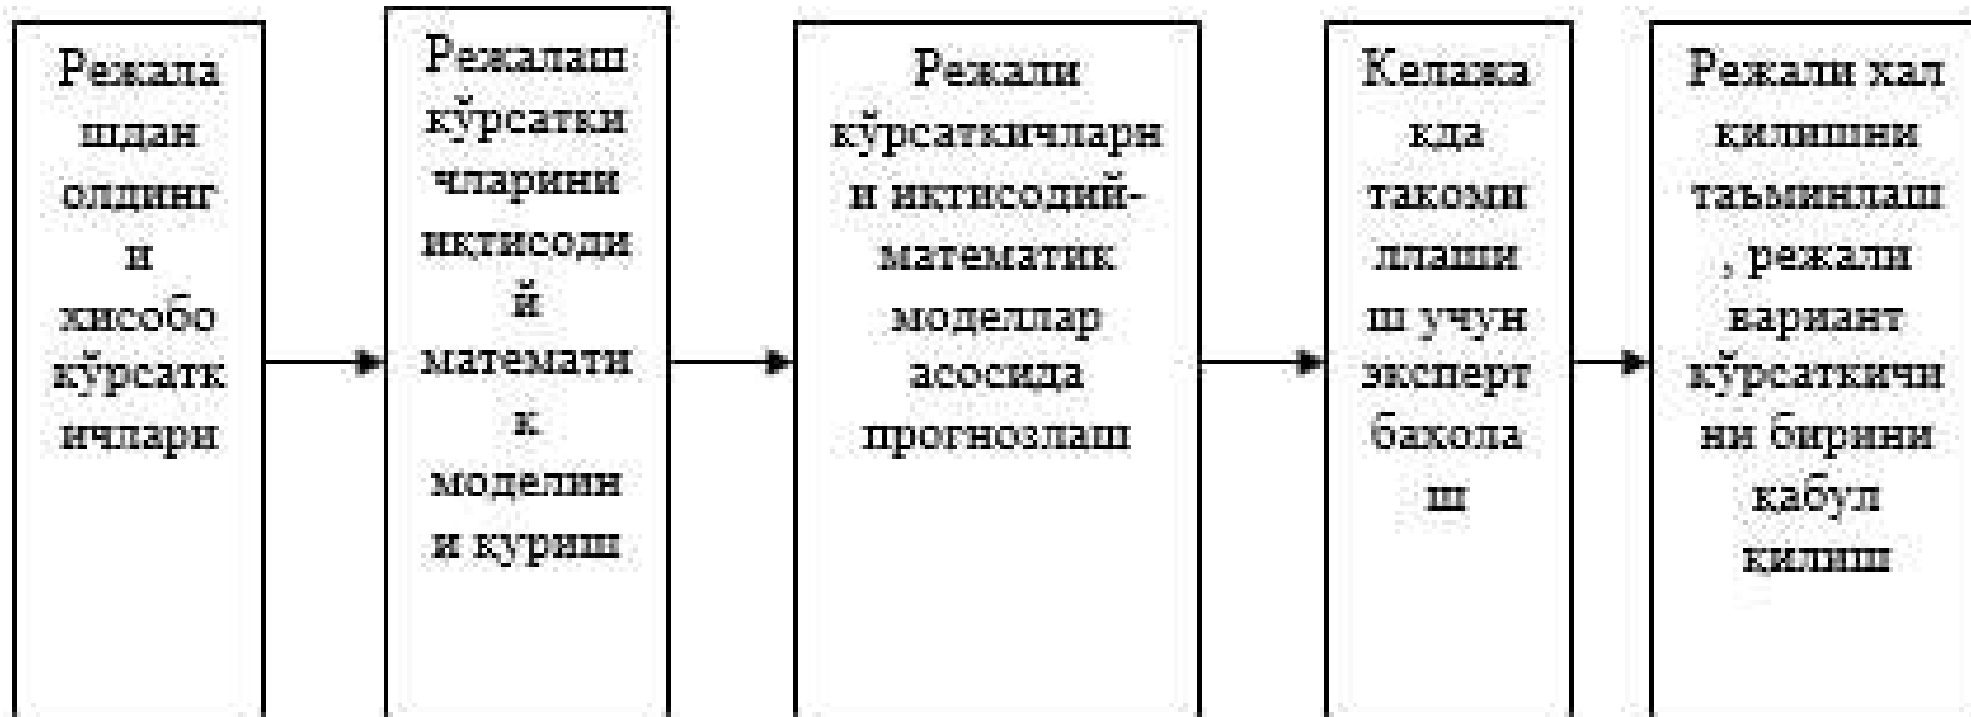 Режала
шдан
олдинг
и
хисобо
кўрсатк
ичлари
Режалаш
кўрсатки
чларини
иқтисоди
й
математи
к
моделин
и қуриш
Режали
кўрсаткичларн
и иқтисодий-
математик
моделлар
асосида
прогнозлаш
Келажа
кда
такоми
ллаши
ш учун
эксперт
бахола
ш
Режали хал
қилишни
таъминлаш
, режали
вариант
кўрсаткичи
ни бирини
қабул
қилиш